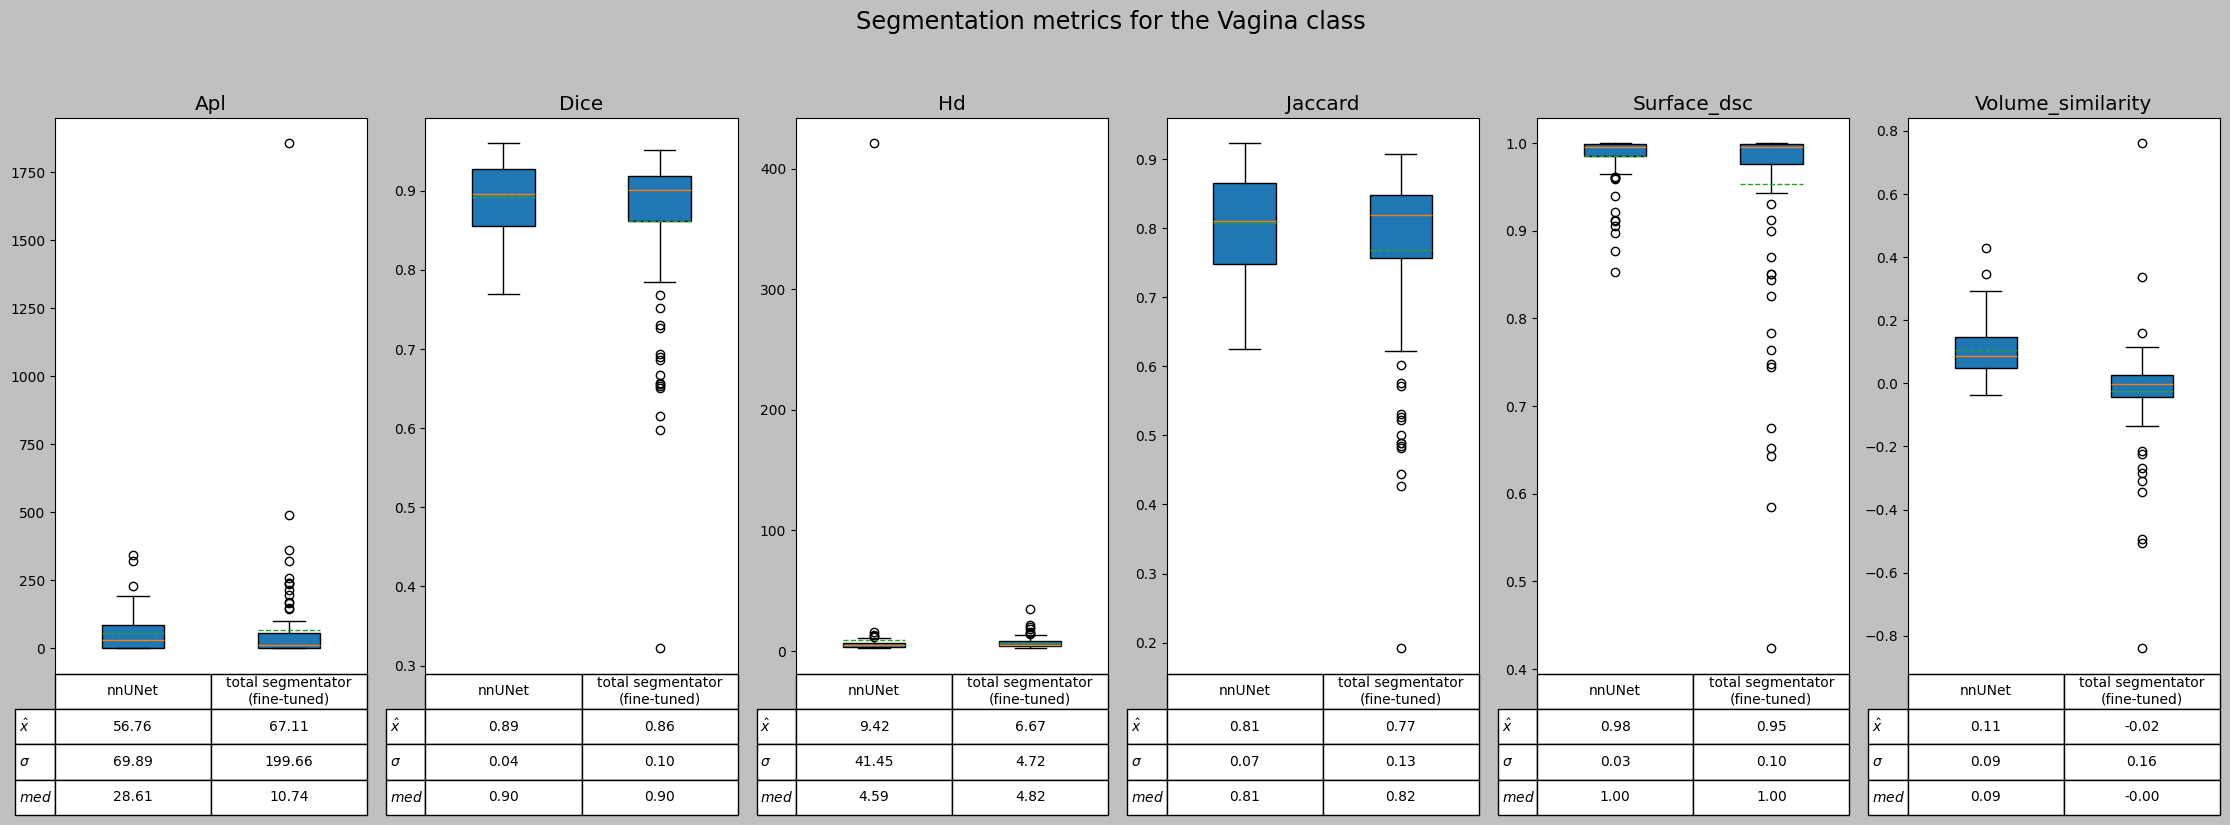 Segmentation metrics for the Vagina class
Apl
1750
1500
1250
1000
750
500
250
0
nnUNet
total segmentator
(fine-tuned)
x̂ 56.76 67.11
σ 69.89 199.66
med 28.61 10.74
Dice
0.9
0.8
0.7
0.6
0.5
0.4
0.3
nnUNet
total segmentator
(fine-tuned)
x̂ 0.89 0.86
σ 0.04 0.10
med 0.90 0.90
Hd
400
300
200
100
0
nnUNet
total segmentator
(fine-tuned)
x̂ 9.42 6.67
σ 41.45 4.72
med 4.59 4.82
Jaccard
0.9
0.8
0.7
0.6
0.5
0.4
0.3
0.2
nnUNet
total segmentator
(fine-tuned)
x̂ 0.81 0.77
σ 0.07 0.13
med 0.81 0.82
Surface_dsc
1.0
0.9
0.8
0.7
0.6
0.5
0.4
nnUNet
total segmentator
(fine-tuned)
x̂ 0.98 0.95
σ 0.03 0.10
med 1.00 1.00
Volume_similarity
0.8
0.6
0.4
0.2
0.0
−0.2
−0.4
−0.6
−0.8
nnUNet
total segmentator
(fine-tuned)
x̂ 0.11 -0.02
σ 0.09 0.16
med 0.09 -0.00